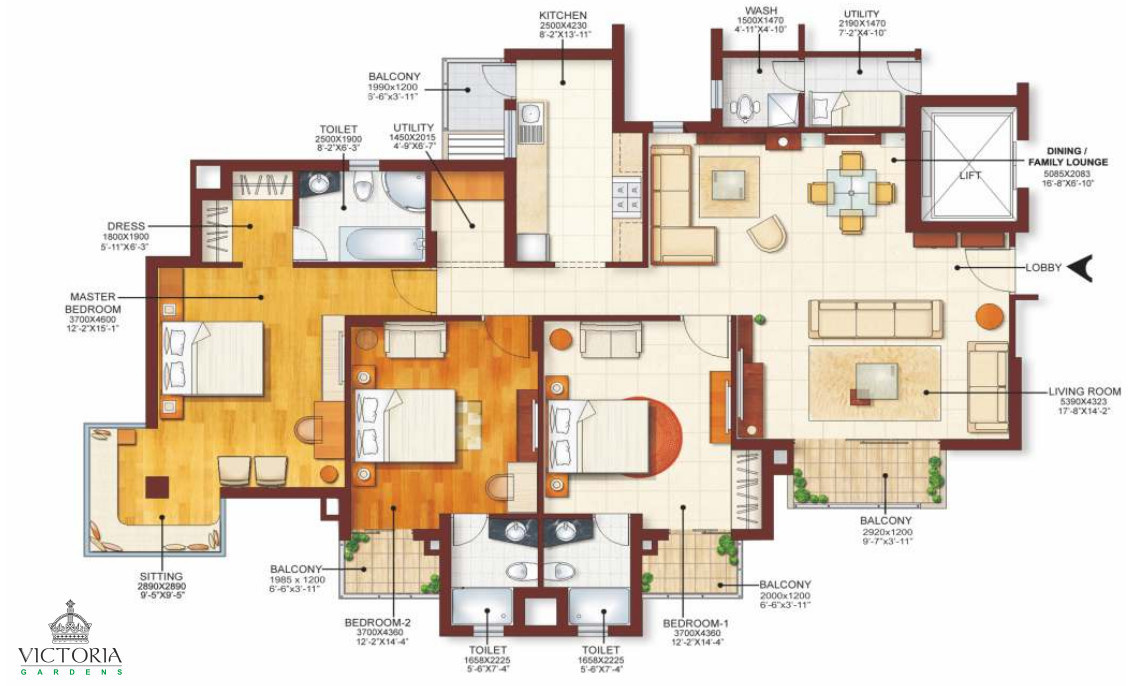 KITCHEN
2500X4230
8'-2"X13'-11"
WASH
1500X1470
4'-11"X4'-10"
UTILITY
2190X1470
7'-2"X4'-10"
BALCONY
1990x1200
6'-6"x3'-11"
TOILET
2500X1900
8'-2"X6'-3"
UTILITY
1450X2015
4'-9"X6'-7"
DINING /
FAMILY LOUNGE
5085X2083
16'-8"X6'-10"
LIFT
DRESS
1800X1900
5'-11"X6'-3"
LOBBY
MASTER
BEDROOM
3700X4600
12'-2"X15'-1"
LIVING ROOM
5390X4323
17'-8"X14'-2"
BALCONY
2920x1200
9'-7"x3'-11"
SITTING
2890X2890
9'-5"X9'-5"
BALCONY
1985 x 1200
6'-6"x3'-11"
BALCONY
2000x1200
6'-6"x3'-11"
BEDROOM-2
3700X4360
12'-2"X14'-4"
BEDROOM-1
3700X4360
12'-2"X14'-4"
TOILET
1658X2225
5'-6"X7'-4"
TOILET
1658X2225
5'-6"X7'-4"
VICTORIA
GARDENS